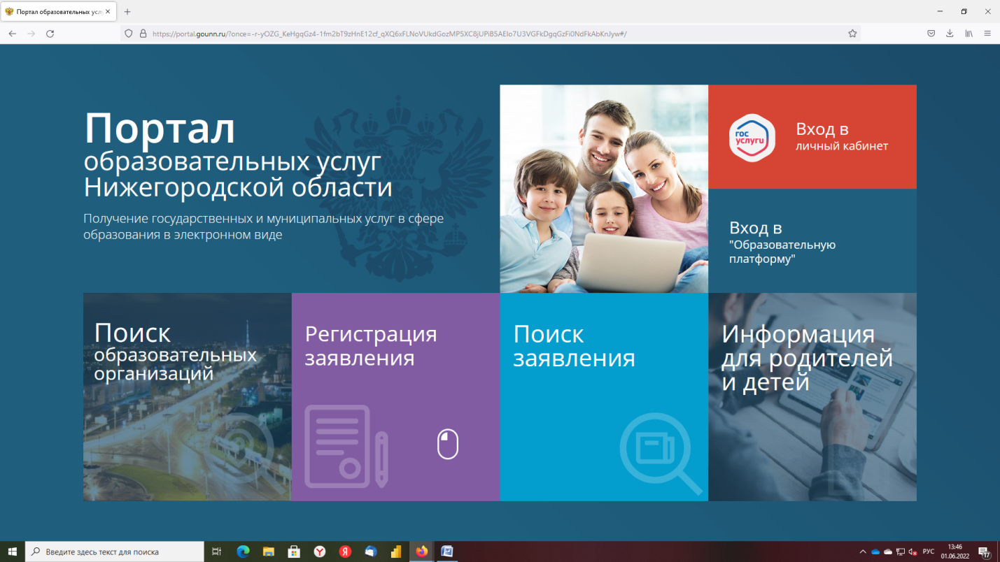 Портал образовательных усл
https://portal.gounn.ru/?once=-r-yOZG_KeHgqGz4-1fm2bT9zHnE12cf_qXQ6xFLNoVUkdGozMP5XC8jUPiB5AEIo7U3VGFkDgqGzFi0NdFkAbKnJyw#/
Портал
образовательных услуг
Нижегородской области
Получение государственных и муниципальных услуг в сфере
образования в электронном виде
гос
услуги
Вход в
личный кабинет
Вход в
"Образовательную
платформу"
Поиск
образовательных
организаций
Регистрация
заявления
Поиск
заявления
Информация
для родителей
и детей
Введите здесь текст для поиска
РУС
13:46
01.06.2022
17